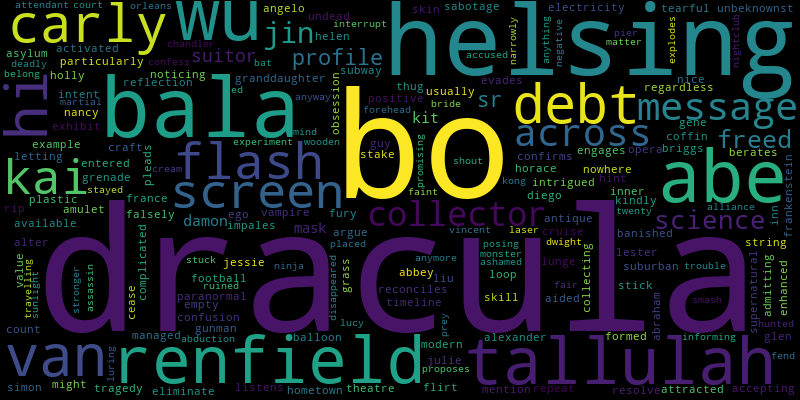 attendant court orleans angelo undead skin sabotage electricity tearful unbeknownst
carly wu jin helen interrupt helsing pier anything negative
chandler confess suitor profile narrowly accused matter explodes nightclub
asylum activated particularly bat subway evades nice regardless
deadly belong holly noticing granddaughter thug usually sr message
hi intent martial nancy reflection ed obsession positive bride debt
bala anyway forehead kit across gene coffin freed
exhibit mind guy bo promising opera briggs berates
example craft experiment wooden stake shout confirms engages nowhere
letting entered pleads flash faint horace intrigued hint abe
kai grenade stayed cream screen kong diego inner kindly frankenstein
plastic amulet france vampire fury collector antique twenty alliance inn
rip available falsely damon ego mask argue vincent laser cruise banished science
alter complicated impales placed anymore posing dwight lunge lester string
value travelling sunlight stronger assassin stuck jessie ninja grass abbey monster ashamed collecting suburban trouble supernatural admitting enhanced
dracula football ruined disappeared liu loop fair stick
paranormal reconciles skill aided smash hunted
count cease empty confusion timeline prey abraham informing
van managed gunman lucy modern alexander formed glen
luring renfield abduction balloon julie proposes tallulah fend
simon might tragedy eliminate listens hometown theatre flirt mention repeat resolve attracted accepting